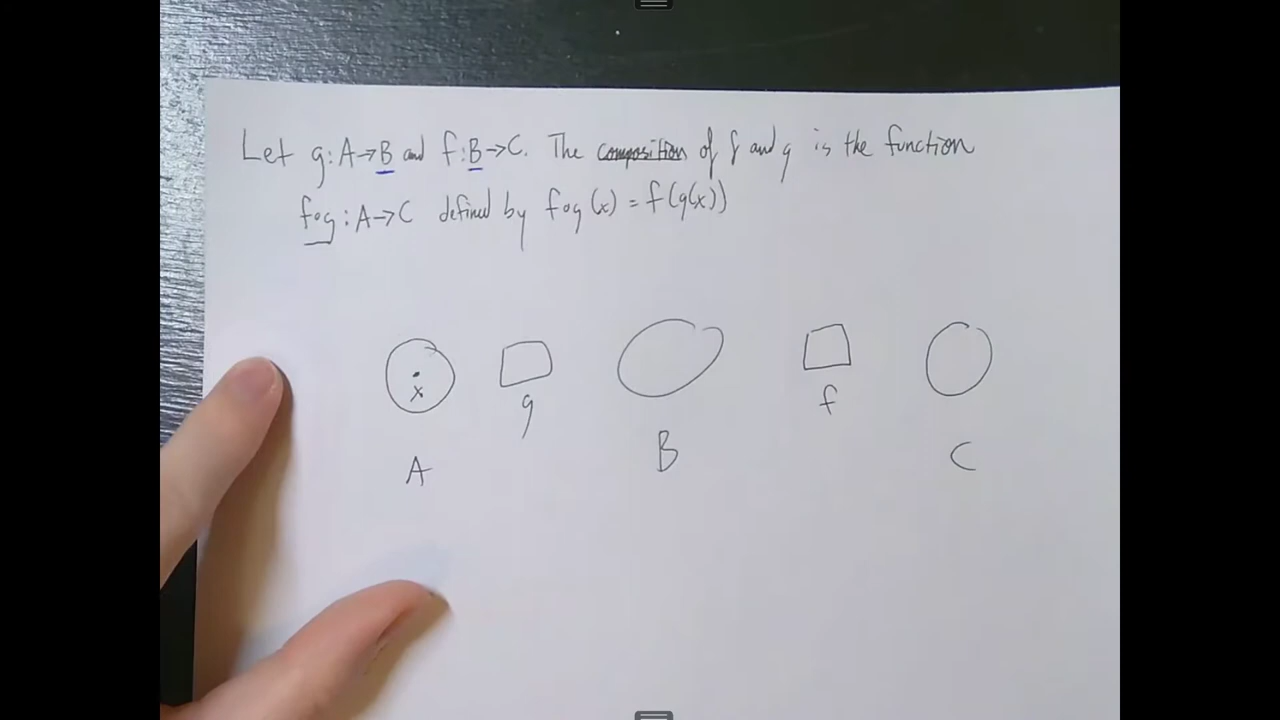 Let g: A→B and f: B→C. The composition of f and g is the function
f∘g : A→C defined by f∘g (x) = f(g(x))
x
g
f
A
B
C